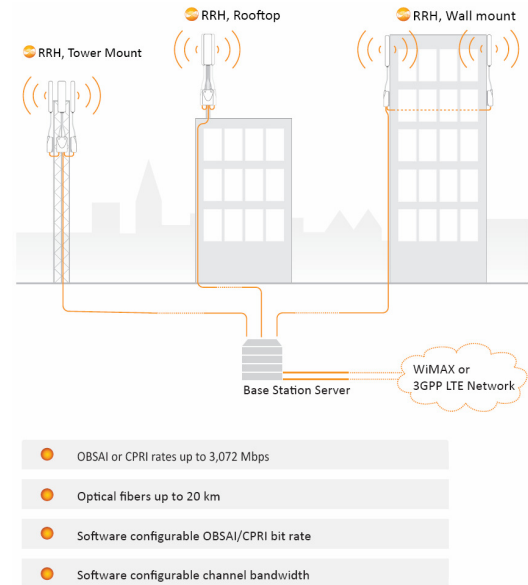 RRH, Rooftop
RRH, Wall mount
RRH, Tower Mount
WiMAX or
3GPP LTE Network
Base Station Server
OBSAI or CPRI rates up to 3,072 Mbps
Optical fibers up to 20 km
Software configurable OBSAI/CPRI bit rate
Software configurable channel bandwidth